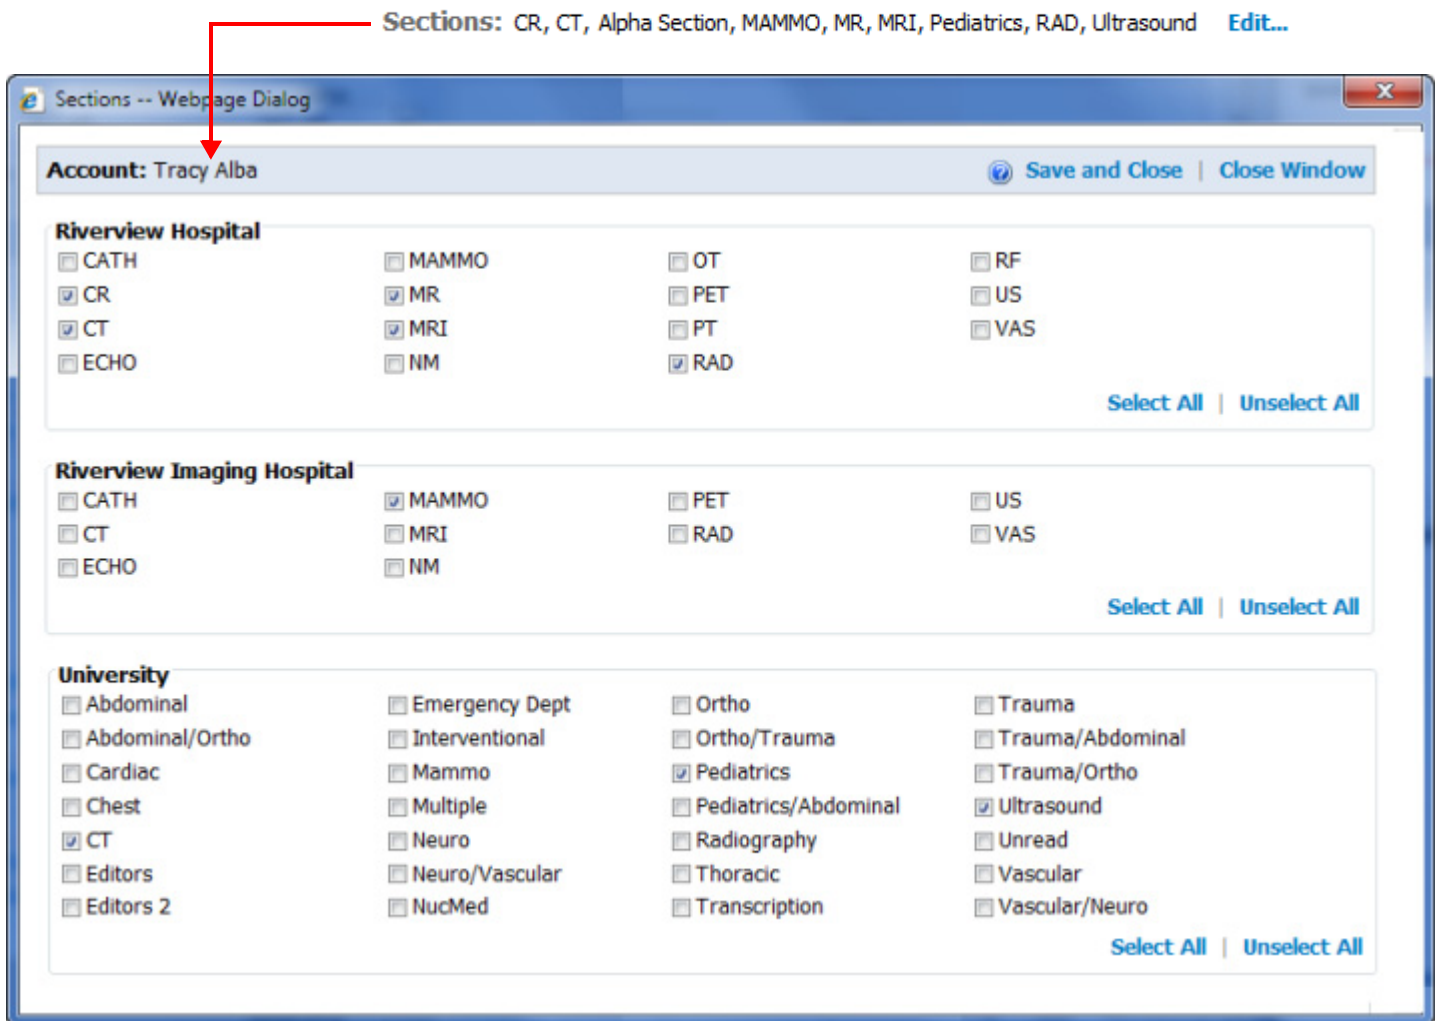 Sections: CR, CT, Alpha Section, MAMMO, MR, MRI, Pediatrics, RAD, Ultrasound Edit...
Sections -- Webpage Dialog
Account: Tracy Alba Save and Close | Close Window
Riverview Hospital
CATH MAMMO OT RF
CR MR PET US
CT MRI PT VAS
ECHO NM RAD
Select All | Unselect All
Riverview Imaging Hospital
CATH MAMMO PET US
CT MRI RAD VAS
ECHO NM
Select All | Unselect All
University
Abdominal Emergency Dept Ortho Trauma
Abdominal/Ortho Interventional Ortho/Trauma Trauma/Abdominal
Cardiac Mammo Pediatrics Trauma/Ortho
Chest Multiple Pediatrics/Abdominal Ultrasound
CT Neuro Radiography Unread
Editors Neuro/Vascular Thoracic Vascular
Editors 2 NucMed Transcription Vascular/Neuro
Select All | Unselect All